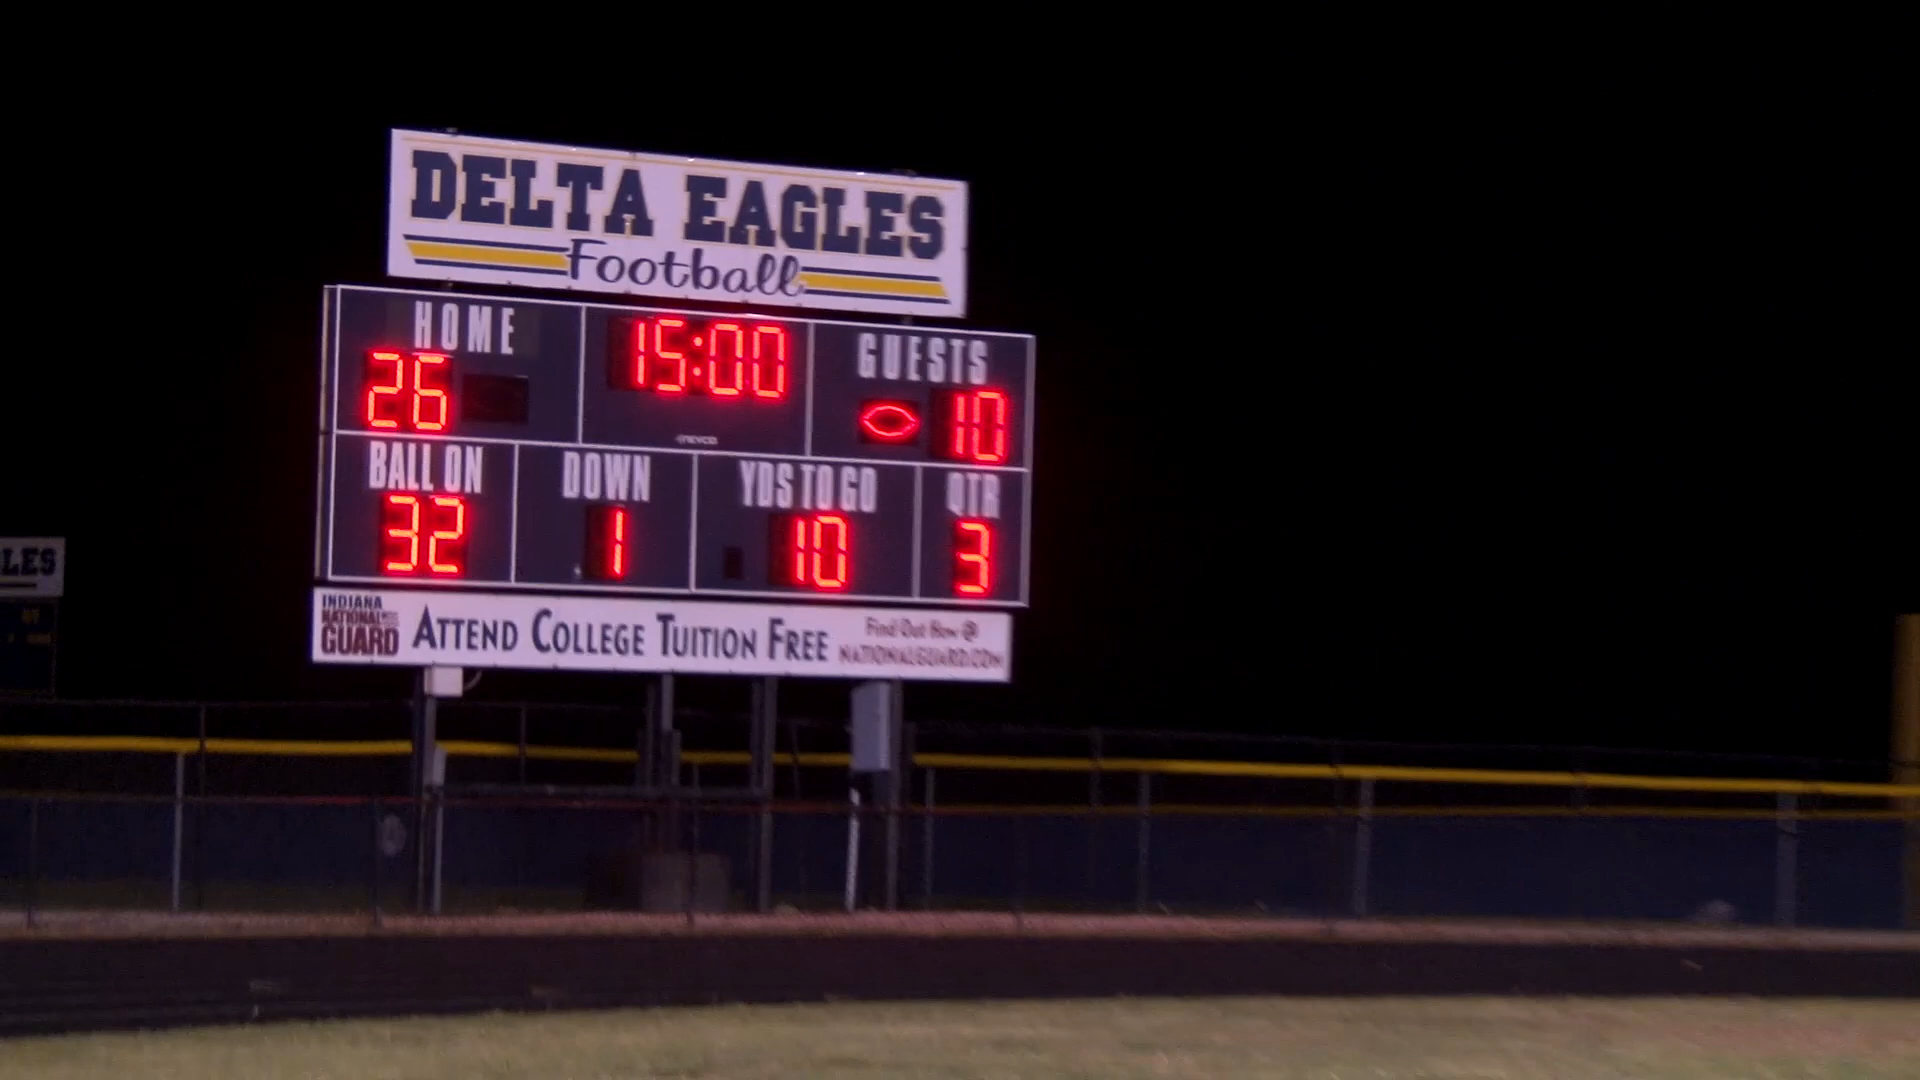 DELTA EAGLES
Football
HOME 15:00 GUESTS
26 10
nevco
BALL ON DOWN YDS TO GO QTR
32 1 10 3
INDIANA
NATIONAL
GUARD
ATTEND COLLEGE TUITION FREE
Find Out How @
NATIONALGUARD.COM
LES